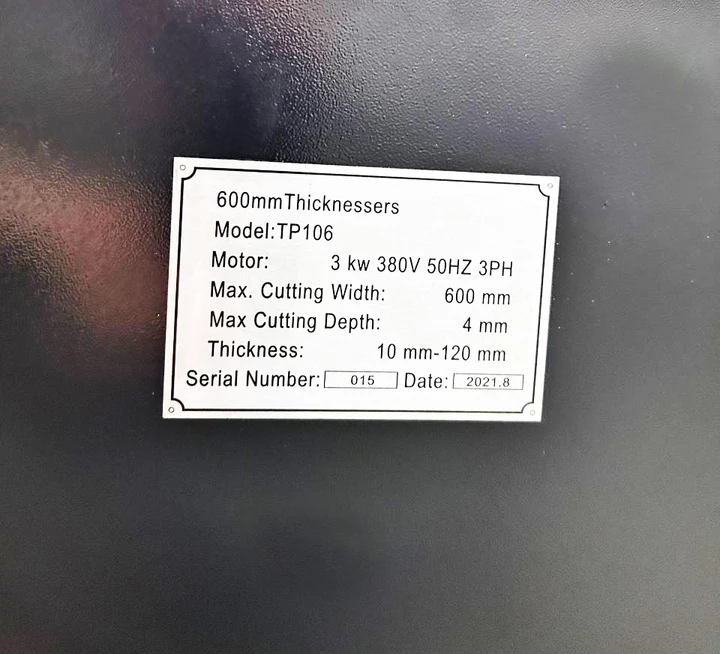 600mmThicknessers
Model:TP106
Motor: 3 kw 380V 50HZ 3PH
Max. Cutting Width: 600 mm
Max Cutting Depth: 4 mm
Thickness: 10 mm-120 mm
Serial Number: 015 Date: 2021.8